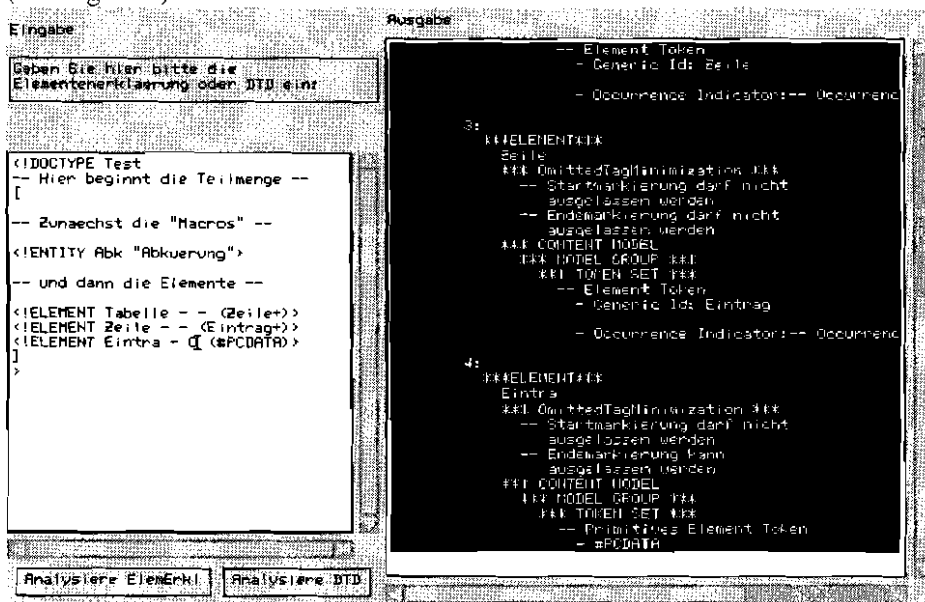 Eingabe
Geben Sie hier bitte die
Elementenerklaerung oder DTD ein:
<!DOCTYPE Test
-- Hier beginnt die Teilmenge --
[
-- Zunaechst die "Macros" --
<!ENTITY Abk "Abkuerung">
-- und dann die Elemente --
<!ELEMENT Tabelle - - (Zeile+)>
<!ELEMENT Zeile - - (Eintrag+)>
<!ELEMENT Eintra - O (#PCDATA)>
]
>
Analysiere ElemErkl
Analysiere DTD
Ausgabe
-- Element Token
- Generic Id: Zeile
- Occurrence Indicator:-- Occurrenc
3:
***ELEMENT***
Zeile
*** OmittedTagMinimization ***
-- Startmarkierung darf nicht
ausgelassen werden
-- Endemarkierung darf nicht
ausgelassen werden
*** CONTENT MODEL
*** MODEL GROUP ***
*** TOKEN SET ***
-- Element Token
- Generic Id: Eintrag
- Occurrence Indicator:-- Occurrenc
4:
***ELEMENT***
Eintra
*** OmittedTagMinimization ***
-- Startmarkierung darf nicht
ausgelassen werden
-- Endemarkierung kann
ausgelassen werden
*** CONTENT MODEL
*** MODEL GROUP ***
*** TOKEN SET ***
-- Primitives Element Token
- #PCDATA